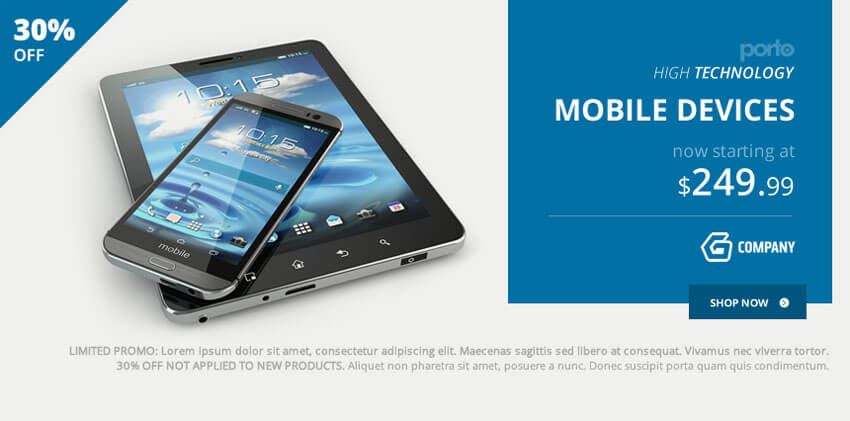 30%
OFF
10:15
10:15
mobile
porto
HIGH TECHNOLOGY
MOBILE DEVICES
now starting at
$249.99
COMPANY
SHOP NOW
LIMITED PROMO: Lorem ipsum dolor sit amet, consectetur adipiscing elit. Maecenas sagittis sed libero at consequat. Vivamus nec viverra tortor.
30% OFF NOT APPLIED TO NEW PRODUCTS. Aliquet non pharetra sit amet, posuere a nunc. Donec suscipit porta quam quis condimentum.